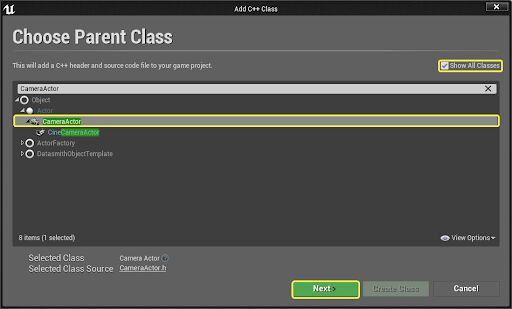 Add C++ Class
Choose Parent Class
This will add a C++ header and source code file to your game project.
Show All Classes
CameraActor
Object
Actor
CameraActor
CineCameraActor
ActorFactory
DatasmithObjectTemplate
8 items (1 selected)
View Options
Selected Class
Camera Actor
Selected Class Source
CameraActor.h
Next >
Create Class
Cancel